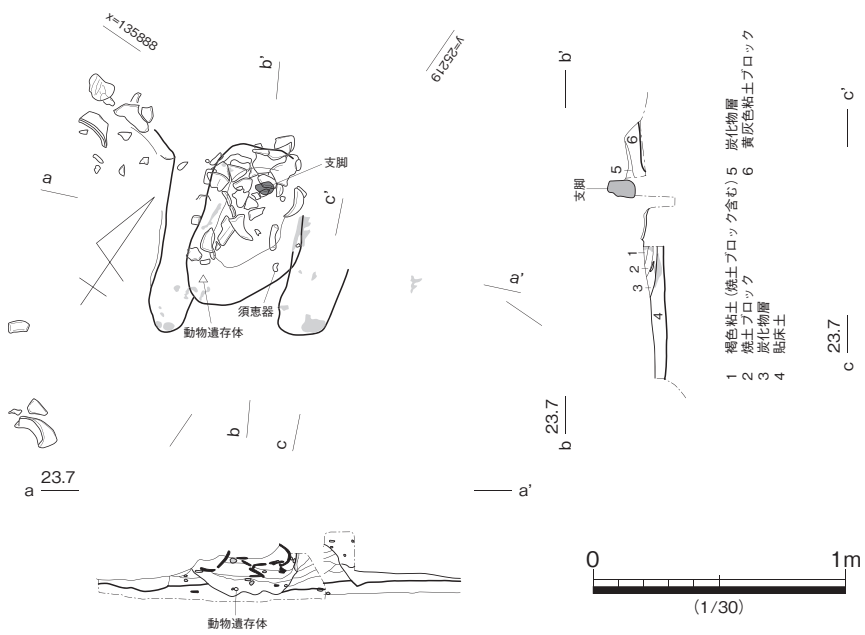 x=135888
y=25219
b'
支脚
a
c'
a'
須恵器
動物遺存体
b
c
b'
支脚
6
5
1
2
3
4
b 23.7
1 褐色粘土(焼土ブロック含む)
2 焼土ブロック
3 炭化物層
4 貼床土
5 炭化物層
6 黄灰色粘土ブロック
c'
c 23.7
a 23.7
a'
動物遺存体
0 1m
(1/30)